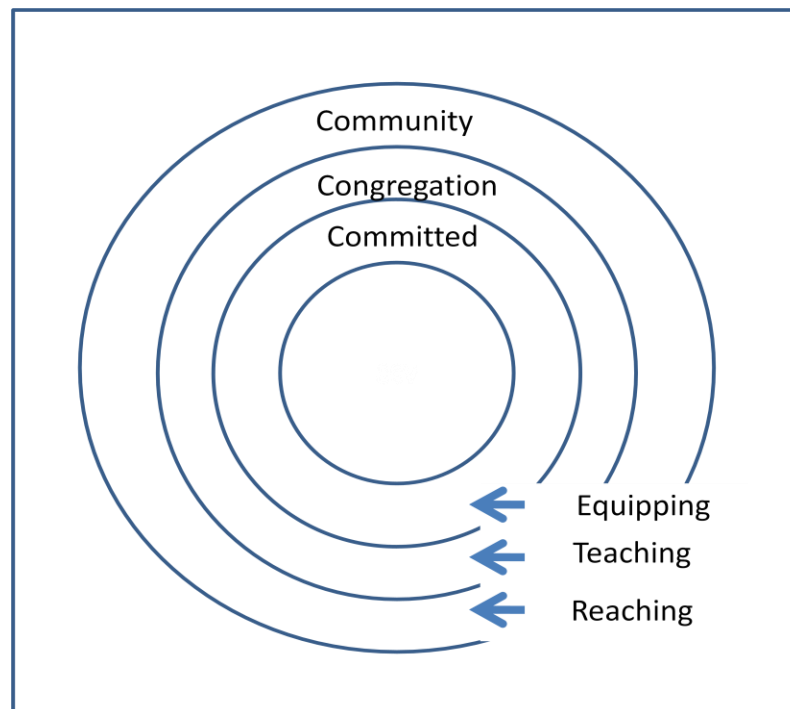 Community
Congregation
Committed
Equipping
Teaching
Reaching